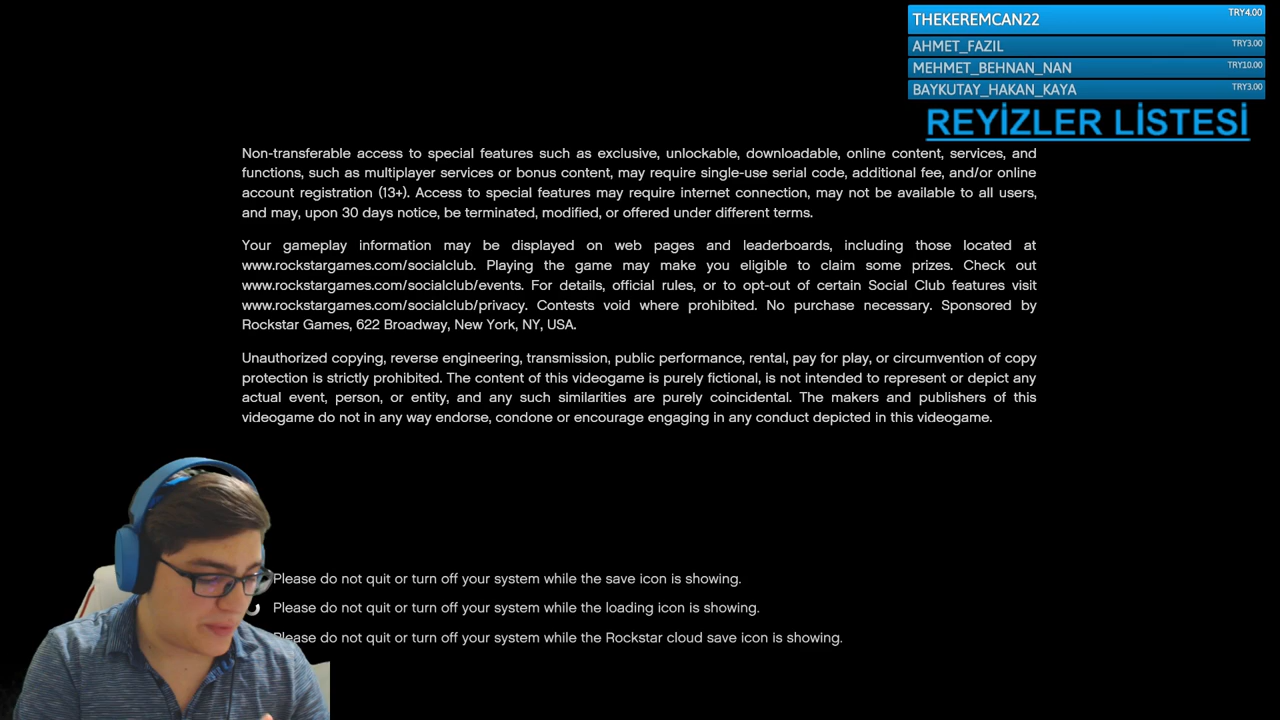 THEKEREMCAN22 TRY4.00
AHMET_FAZIL TRY3.00
MEHMET_BEHNAN_NAN TRY10.00
BAYKUTAY_HAKAN_KAYA TRY3.00
REYİZLER LİSTESİ
Non-transferable access to special features such as exclusive, unlockable, downloadable, online content, services, and
functions, such as multiplayer services or bonus content, may require single-use serial code, additional fee, and/or online
account registration (13+). Access to special features may require internet connection, may not be available to all users,
and may, upon 30 days notice, be terminated, modified, or offered under different terms.
Your gameplay information may be displayed on web pages and leaderboards, including those located at
www.rockstargames.com/socialclub. Playing the game may make you eligible to claim some prizes. Check out
www.rockstargames.com/socialclub/events. For details, official rules, or to opt-out of certain Social Club features visit
www.rockstargames.com/socialclub/privacy. Contests void where prohibited. No purchase necessary. Sponsored by
Rockstar Games, 622 Broadway, New York, NY, USA.
Unauthorized copying, reverse engineering, transmission, public performance, rental, pay for play, or circumvention of copy
protection is strictly prohibited. The content of this videogame is purely fictional, is not intended to represent or depict any
actual event, person, or entity, and any such similarities are purely coincidental. The makers and publishers of this
videogame do not in any way endorse, condone or encourage engaging in any conduct depicted in this videogame.
Please do not quit or turn off your system while the save icon is showing.
Please do not quit or turn off your system while the loading icon is showing.
Please do not quit or turn off your system while the Rockstar cloud save icon is showing.